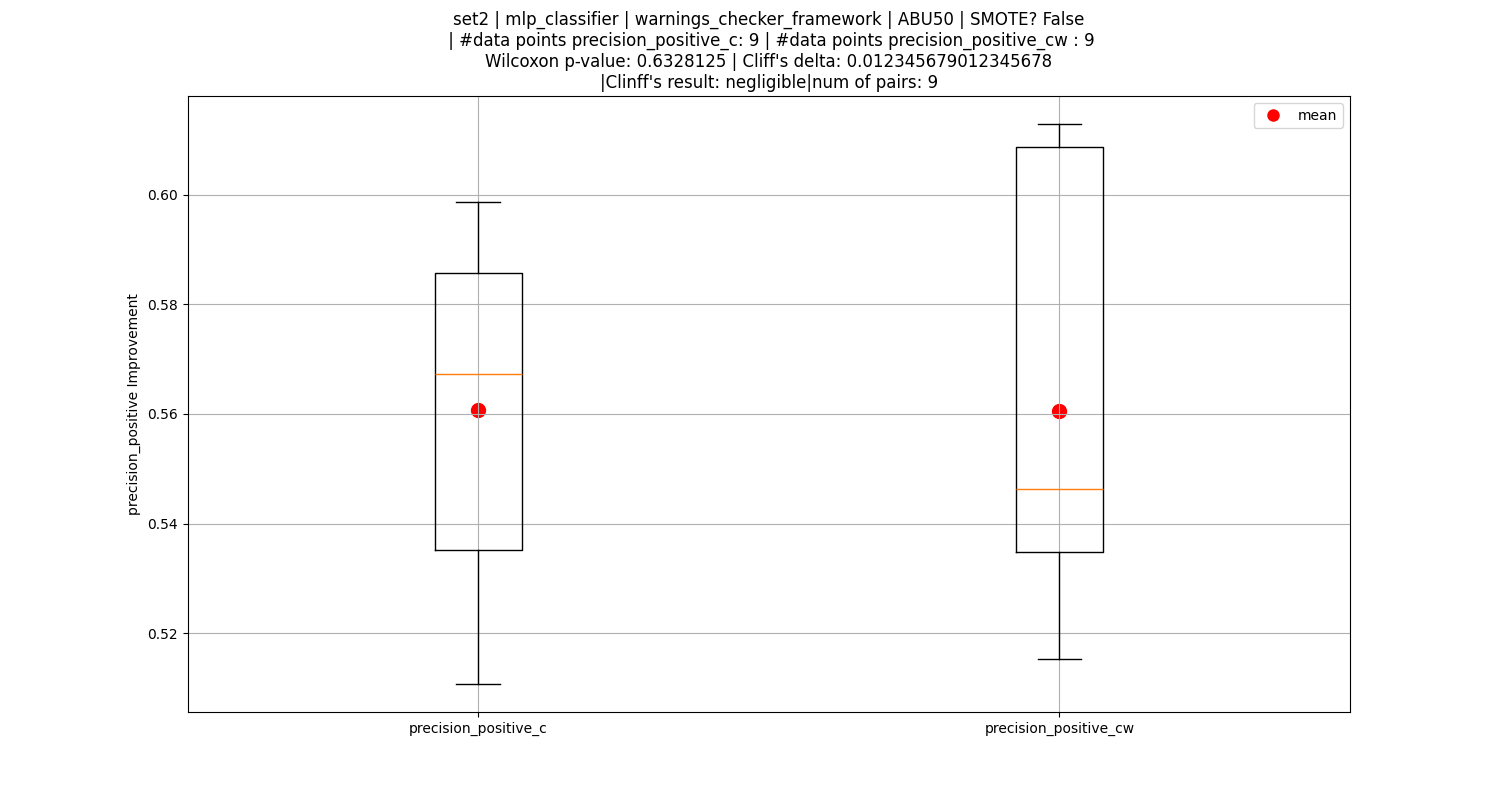 set2 | mlp_classifier | warnings_checker_framework | ABU50 | SMOTE? False
| #data points precision_positive_c: 9 | #data points precision_positive_cw : 9
Wilcoxon p-value: 0.6328125 | Cliff's delta: 0.012345679012345678
|Clinff's result: negligible|num of pairs: 9
mean
precision_positive Improvement
0.60
0.58
0.56
0.54
0.52
precision_positive_c
precision_positive_cw